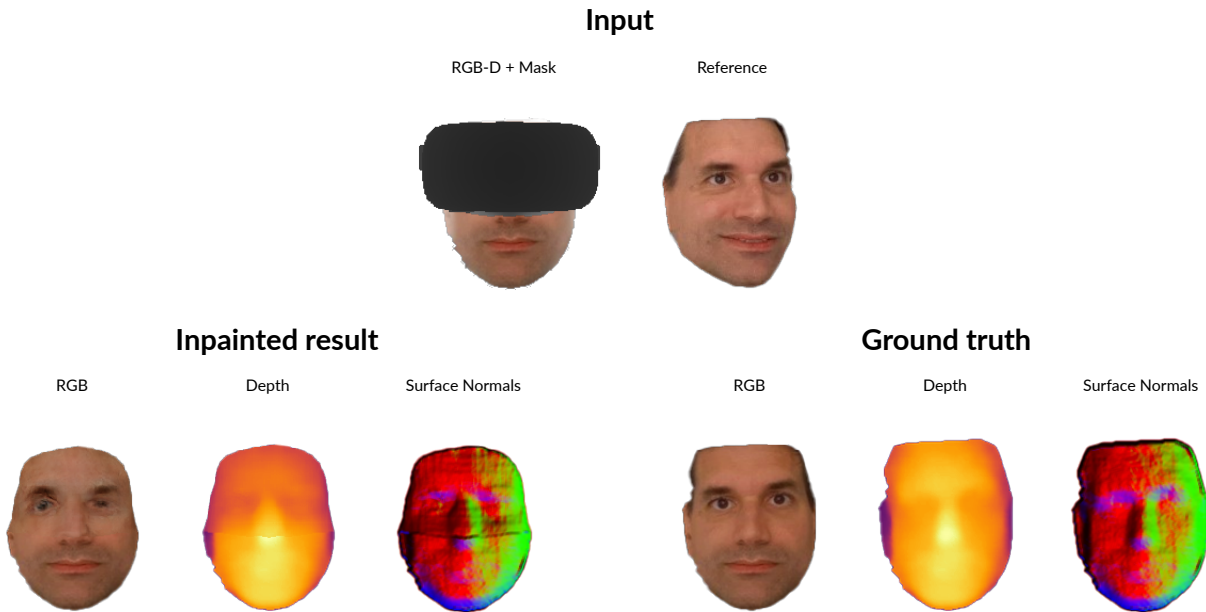 Input
RGB-D + Mask
Reference
Inpainted result
Ground truth
RGB
Depth
Surface Normals
RGB
Depth
Surface Normals